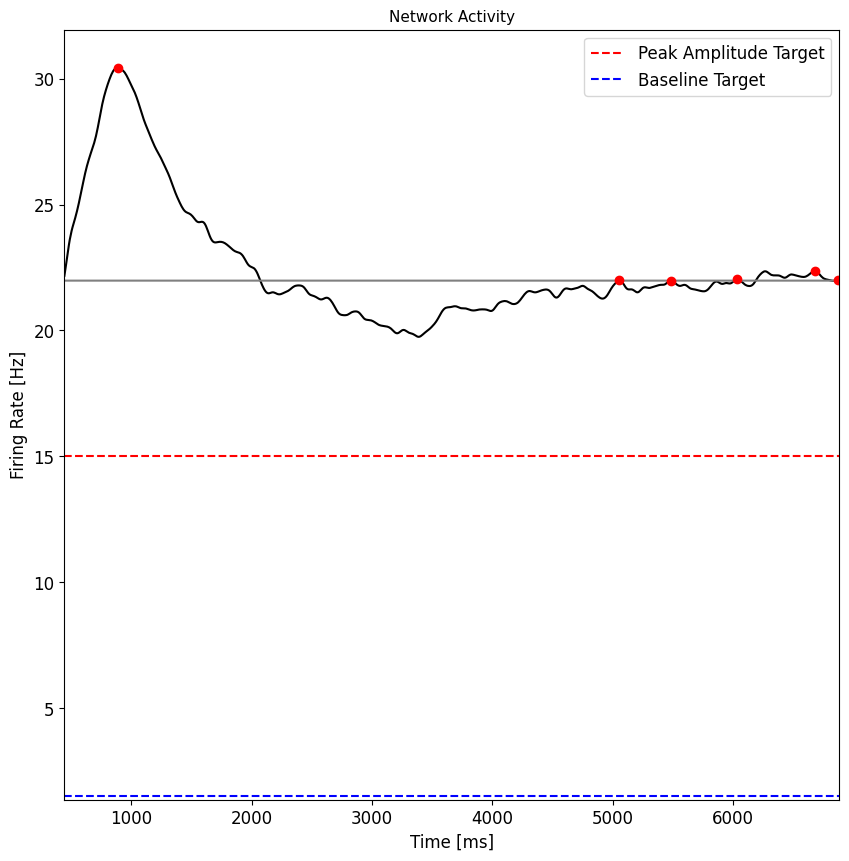 Network Activity
Peak Amplitude Target
Baseline Target
Firing Rate [Hz]
30
25
20
15
10
5
1000 2000 3000 4000 5000 6000
Time [ms]